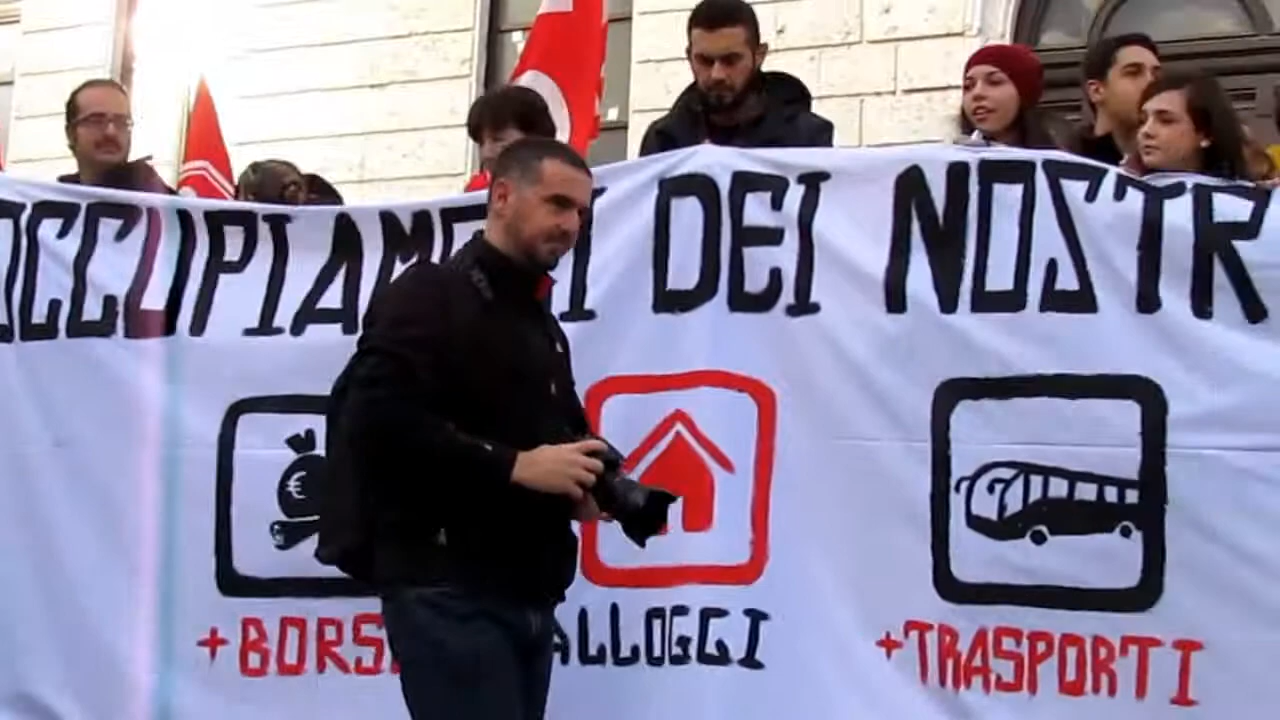 OCCUPIAM I DEI NOSTR
+BORS ALLOGGI +TRASPORTI
€